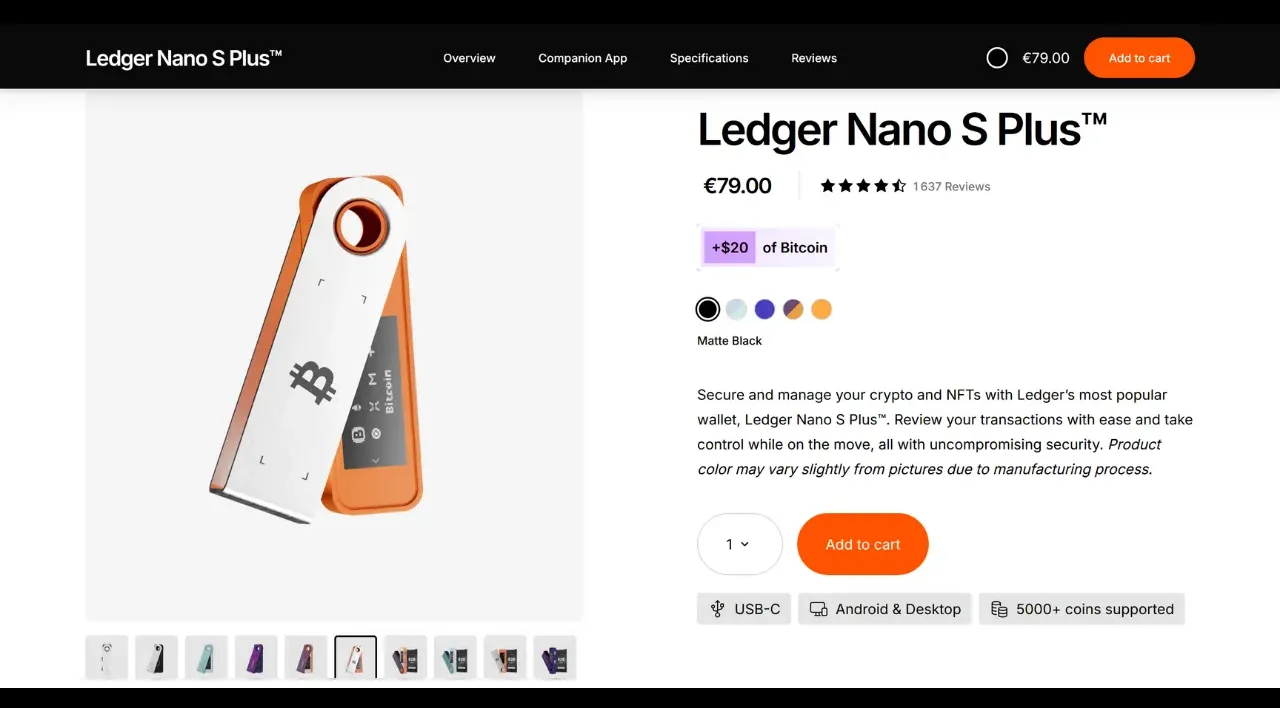 Ledger Nano S Plus™
Overview
Companion App
Specifications
Reviews
€79.00
Add to cart
Bitcoin
Ledger Nano S Plus™
€79.00
1 637 Reviews
+$20 of Bitcoin
Matte Black
Secure and manage your crypto and NFTs with Ledger’s most popular
wallet, Ledger Nano S Plus™. Review your transactions with ease and take
control while on the move, all with uncompromising security. Product
color may vary slightly from pictures due to manufacturing process.
1
Add to cart
USB-C
Android & Desktop
5000+ coins supported